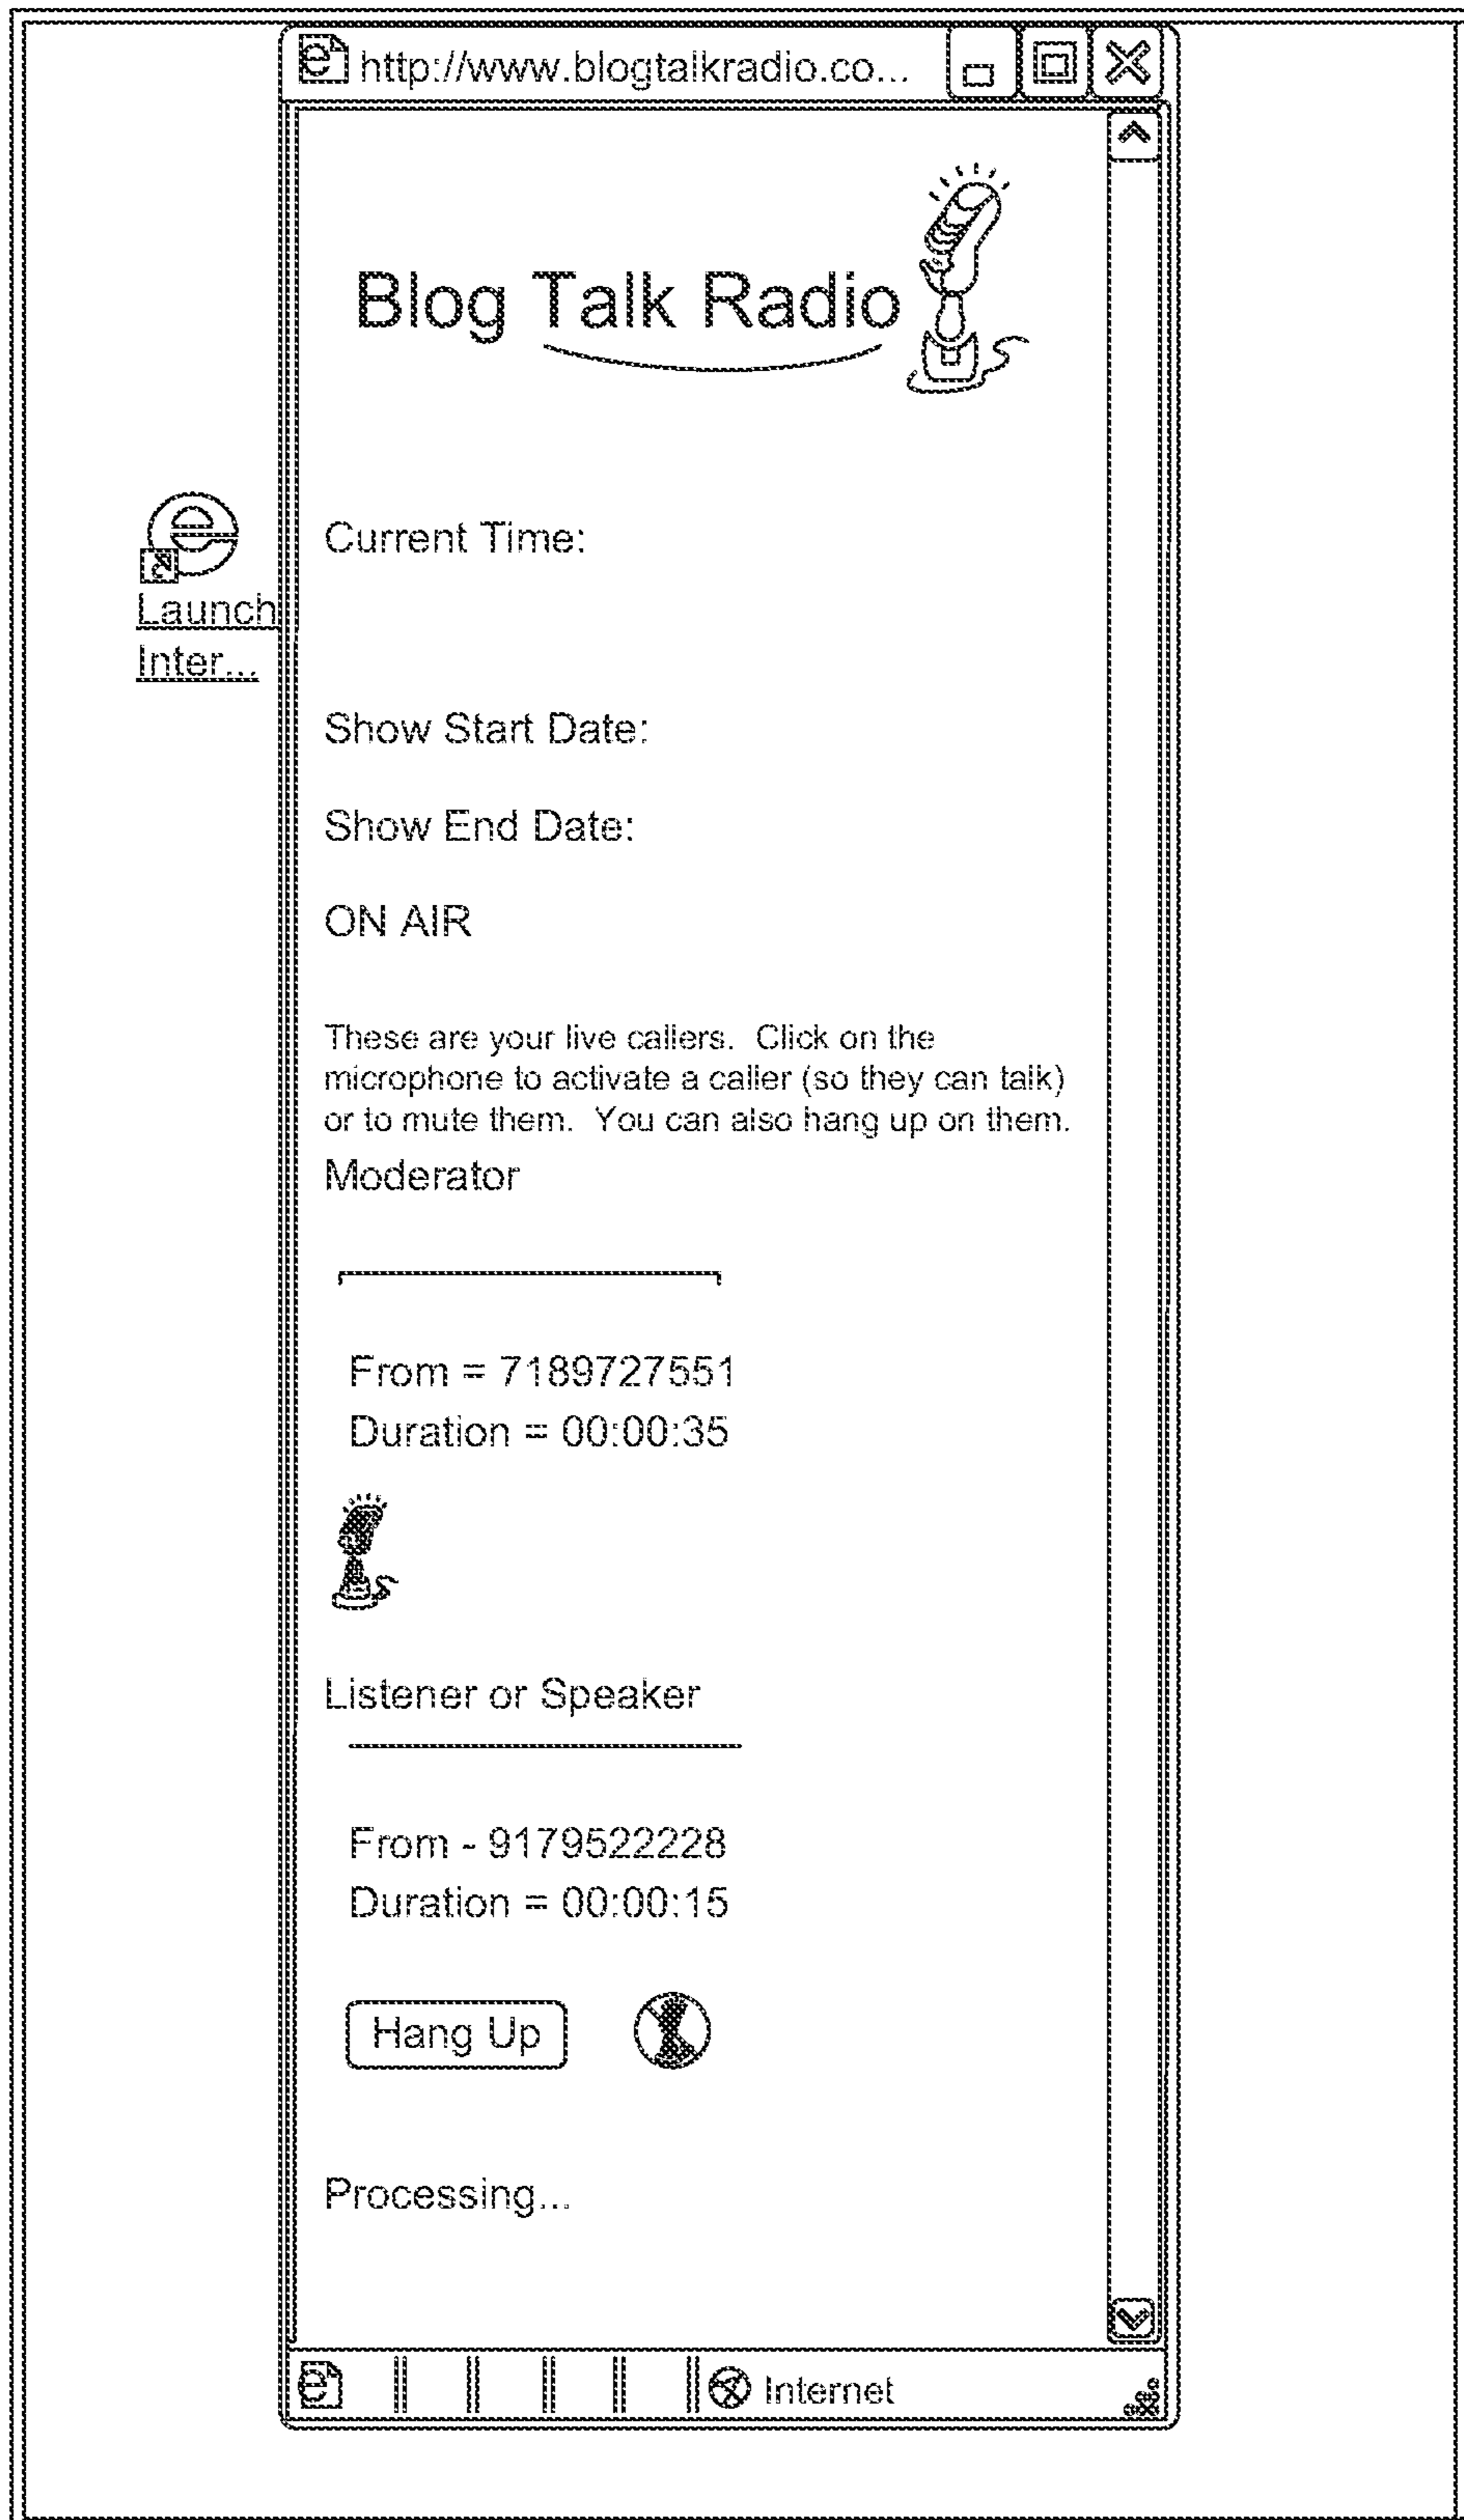 http://www.blogtalkradio.co...
Blog Talk Radio
Launch
Inter...
Current Time:
Show Start Date:
Show End Date:
ON AIR
These are your live callers.  Click on the
microphone to activate a caller (so they can talk)
or to mute them.  You can also hang up on them.
Moderator
From = 7189727551
Duration = 00:00:35
Listener or Speaker
From - 9179522228
Duration = 00:00:15
Hang Up
Processing...
Internet